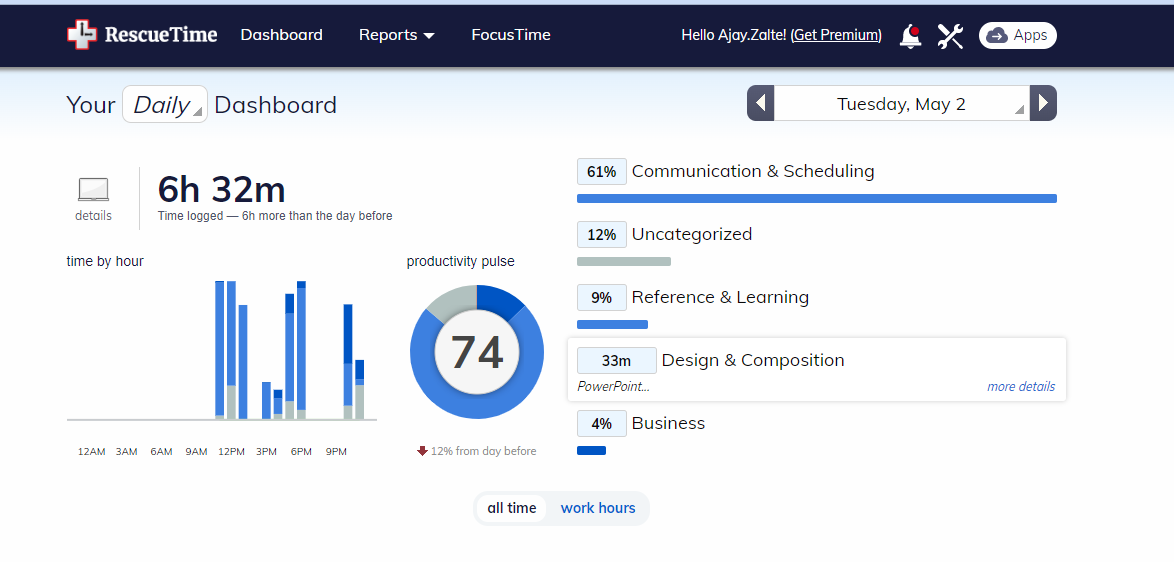 RescueTime Dashboard Reports FocusTime Hello Ajay.Zalte! (Get Premium) Apps
Your Daily Dashboard
Tuesday, May 2
details
6h 32m
Time logged — 6h more than the day before
time by hour
12AM 3AM 6AM 9AM 12PM 3PM 6PM 9PM
productivity pulse
74
12% from day before
61% Communication & Scheduling
12% Uncategorized
9% Reference & Learning
33m Design & Composition
PowerPoint... more details
4% Business
all time work hours